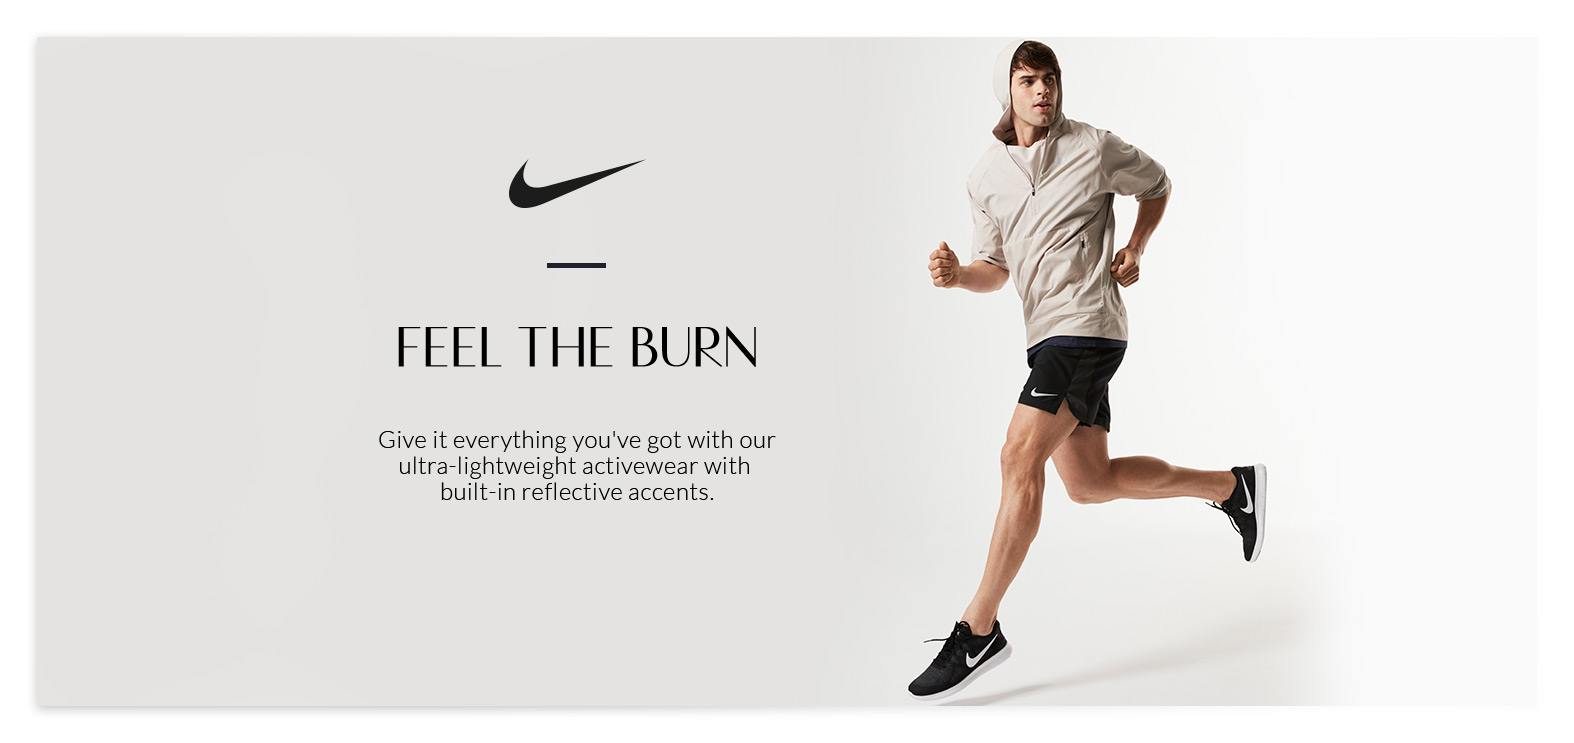 FEEL THE BURN
Give it everything you've got with our
ultra-lightweight activewear with
built-in reflective accents.